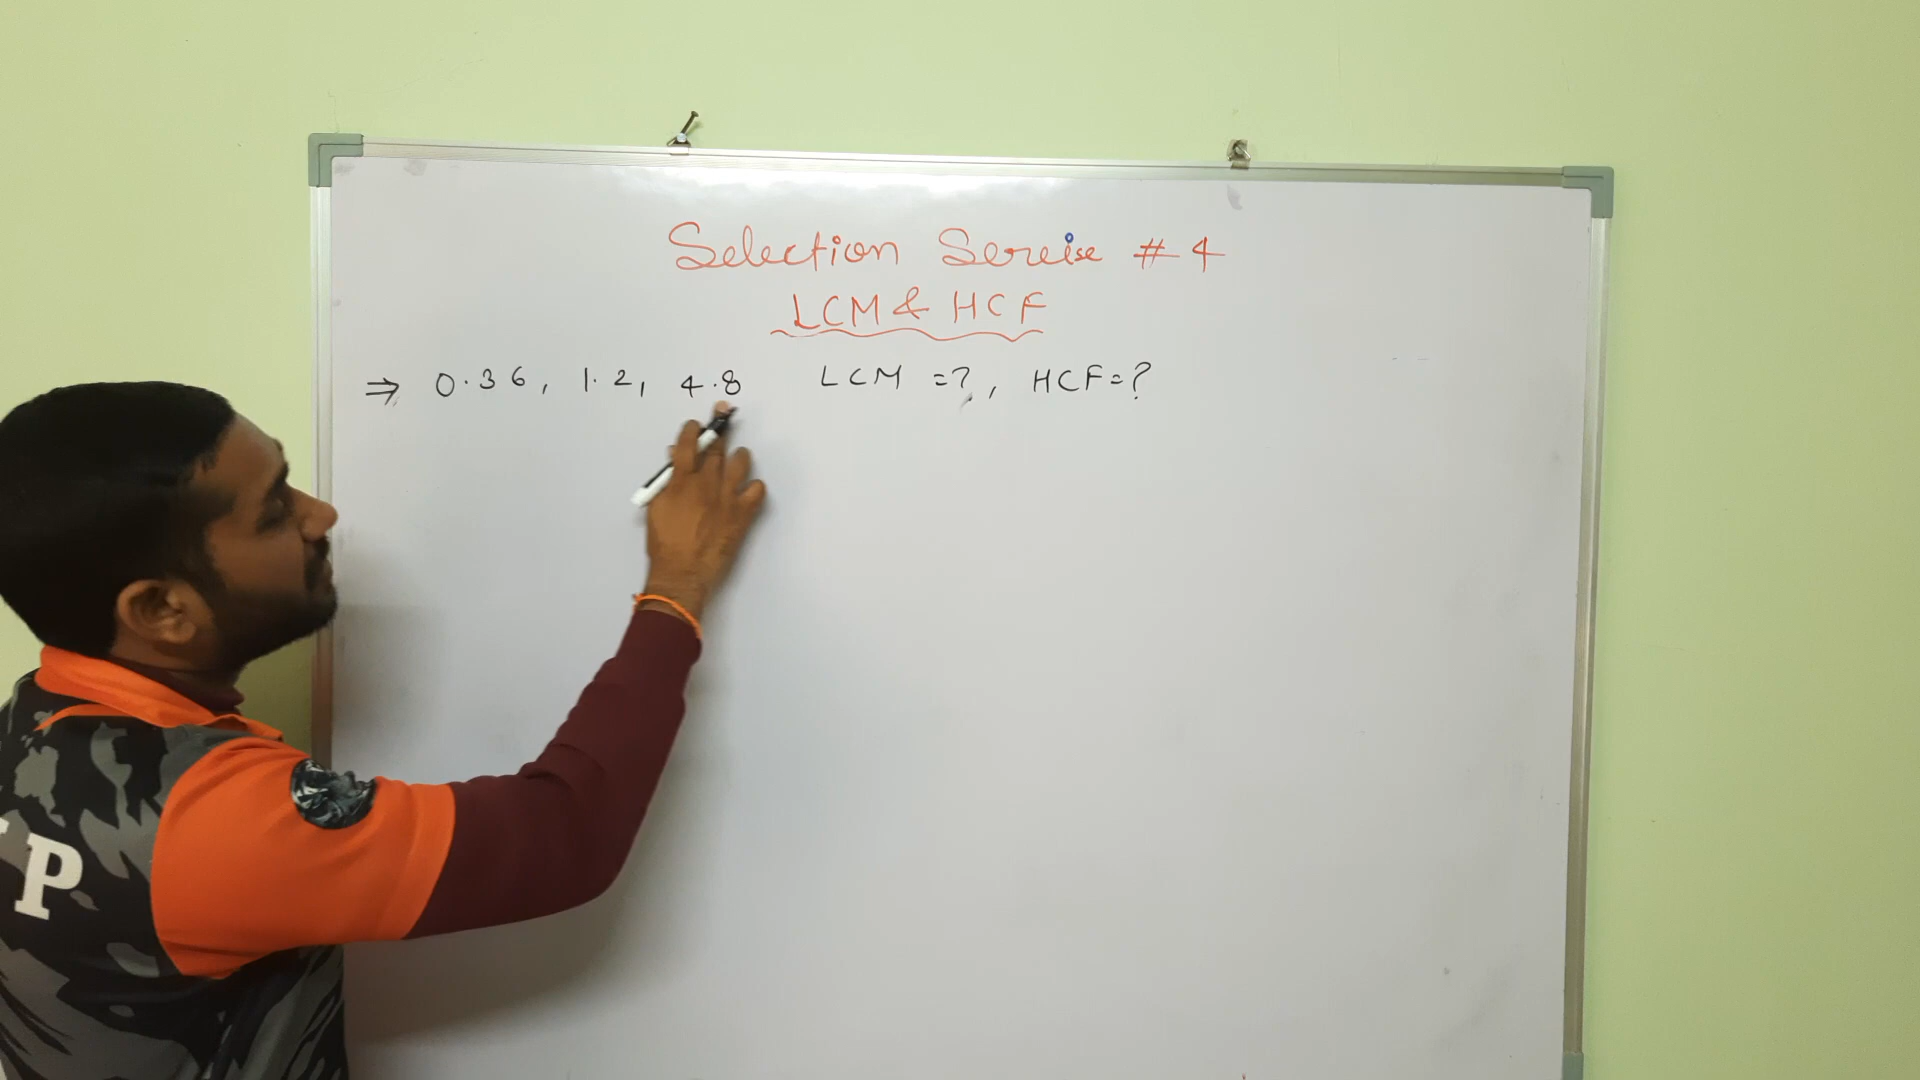 Selection Sereise # 4
LCM & HCF
⇒ 0.36, 1.2, 4.8 LCM =?, HCF=?
P